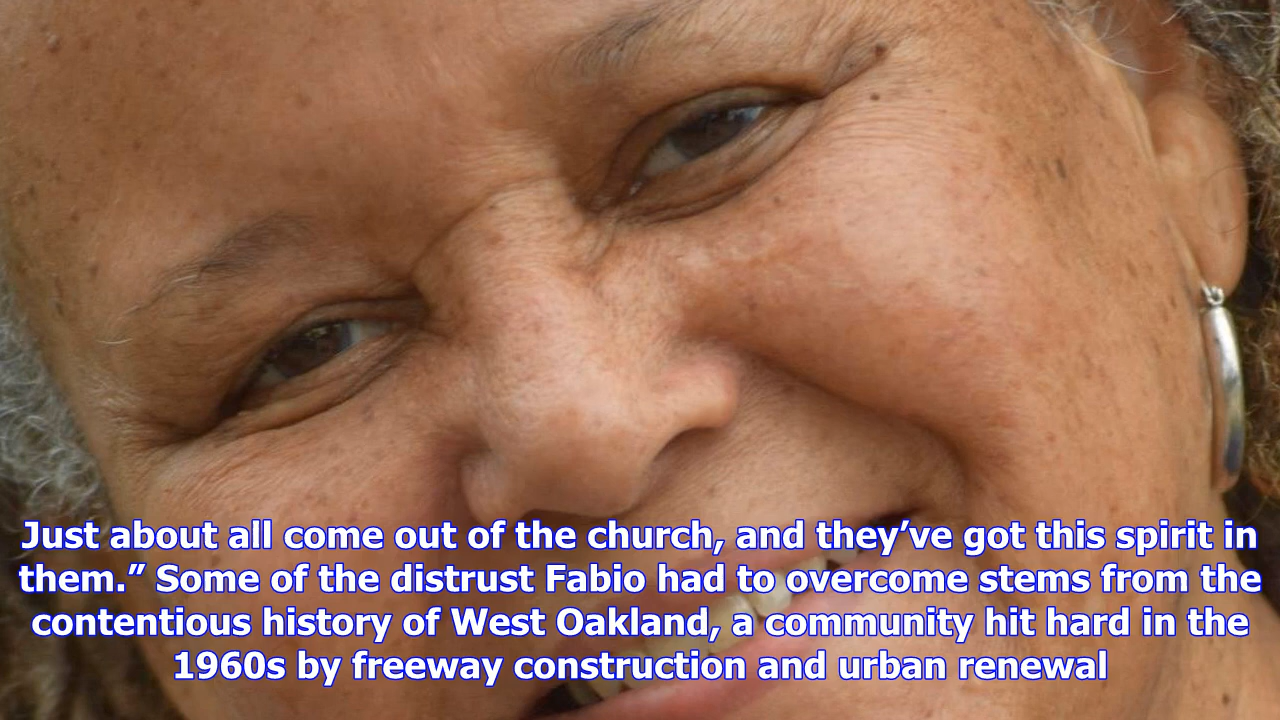 Just about all come out of the church, and they’ve got this spirit in
them.” Some of the distrust Fabio had to overcome stems from the
contentious history of West Oakland, a community hit hard in the
1960s by freeway construction and urban renewal